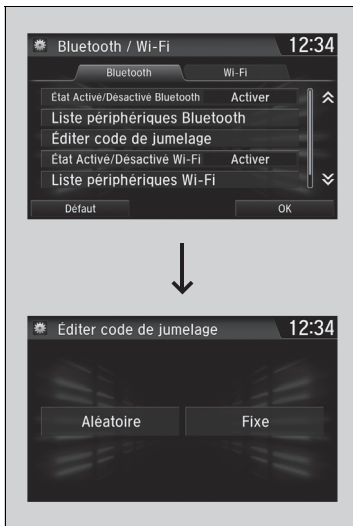 Bluetooth / Wi-Fi 12:34
Bluetooth Wi-Fi
État Activé/Désactivé Bluetooth Activer
Liste périphériques Bluetooth
Éditer code de jumelage
État Activé/Désactivé Wi-Fi Activer
Liste périphériques Wi-Fi
Défaut OK
Éditer code de jumelage 12:34
Aléatoire Fixe